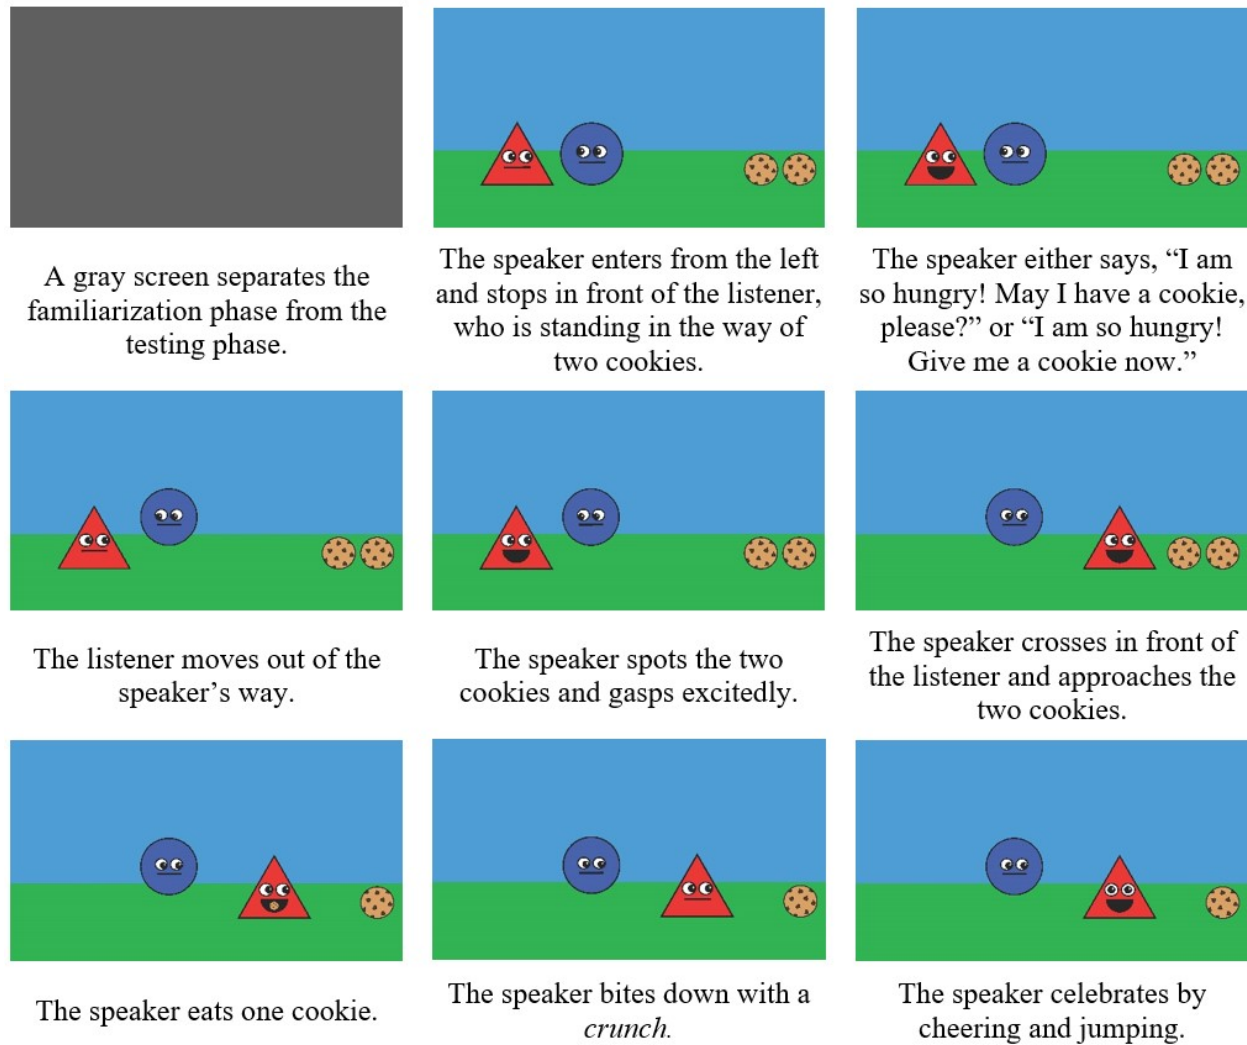 A gray screen separates the
familiarization phase from the
testing phase.
The speaker enters from the left
and stops in front of the listener,
who is standing in the way of
two cookies.
The speaker either says, “I am
so hungry! May I have a cookie,
please?” or “I am so hungry!
Give me a cookie now.”
The listener moves out of the
speaker’s way.
The speaker spots the two
cookies and gasps excitedly.
The speaker crosses in front of
the listener and approaches the
two cookies.
The speaker eats one cookie.
The speaker bites down with a
crunch.
The speaker celebrates by
cheering and jumping.